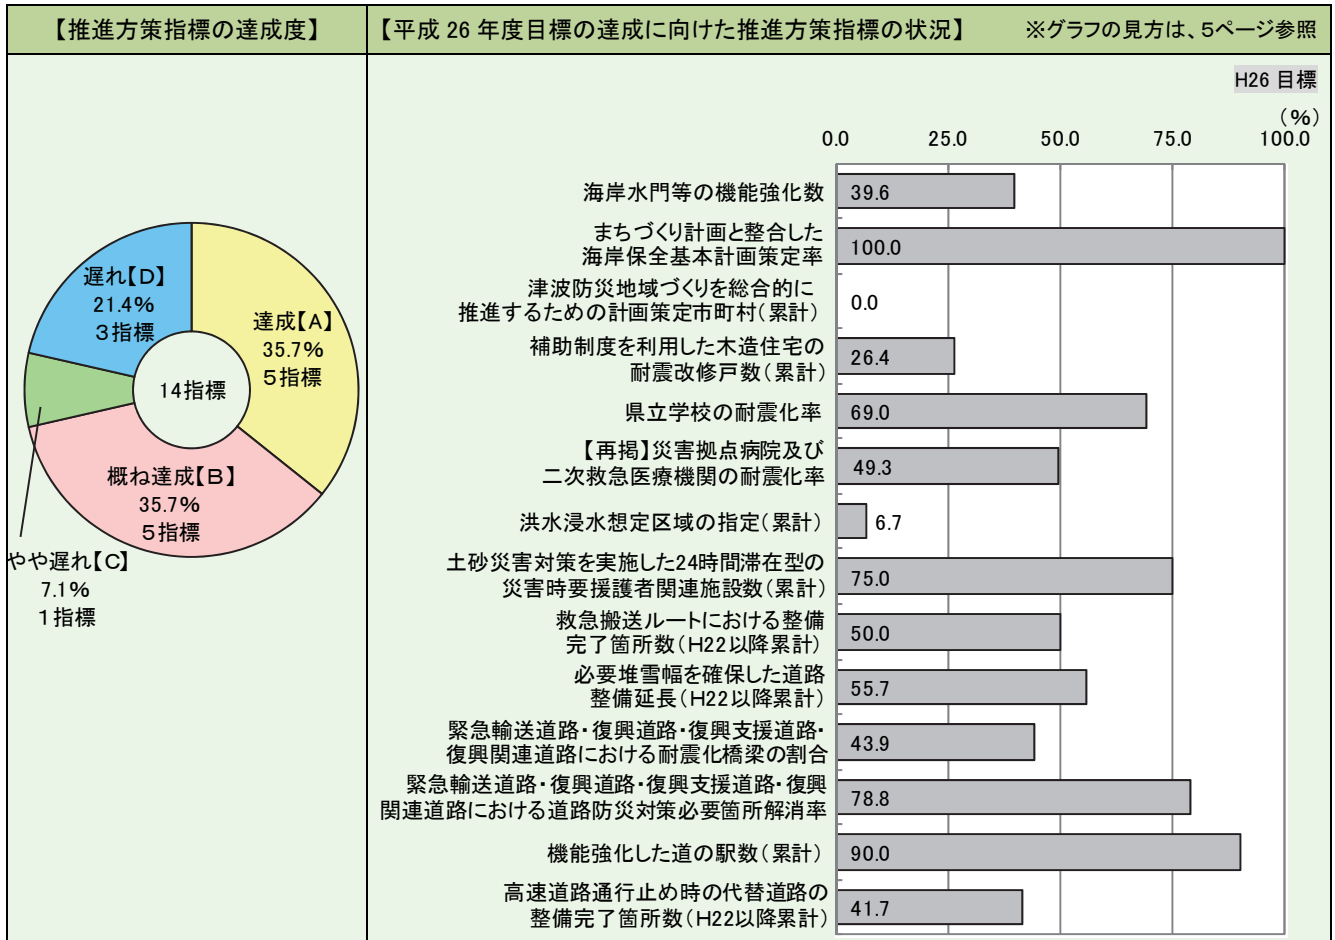 【推進方策指標の達成度】
【平成 26 年度目標の達成に向けた推進方策指標の状況】 ※グラフの見方は、5ページ参照
遅れ【D】
21.4%
3指標
達成【A】
35.7%
5指標
14指標
概ね達成【B】
35.7%
5指標
やや遅れ【C】
7.1%
1指標
H26 目標
(%)
0.0 25.0 50.0 75.0 100.0
海岸水門等の機能強化数 39.6
まちづくり計画と整合した
海岸保全基本計画策定率 100.0
津波防災地域づくりを総合的に
推進するための計画策定市町村(累計) 0.0
補助制度を利用した木造住宅の
耐震改修戸数(累計) 26.4
県立学校の耐震化率 69.0
【再掲】災害拠点病院及び
二次救急医療機関の耐震化率 49.3
洪水浸水想定区域の指定(累計) 6.7
土砂災害対策を実施した24時間滞在型の
災害時要援護者関連施設数(累計) 75.0
救急搬送ルートにおける整備
完了箇所数(H22以降累計) 50.0
必要堆雪幅を確保した道路
整備延長(H22以降累計) 55.7
緊急輸送道路・復興道路・復興支援道路・
復興関連道路における耐震化橋梁の割合 43.9
緊急輸送道路・復興道路・復興支援道路・復興
関連道路における道路防災対策必要箇所解消率 78.8
機能強化した道の駅数(累計) 90.0
高速道路通行止め時の代替道路の
整備完了箇所数(H22以降累計) 41.7